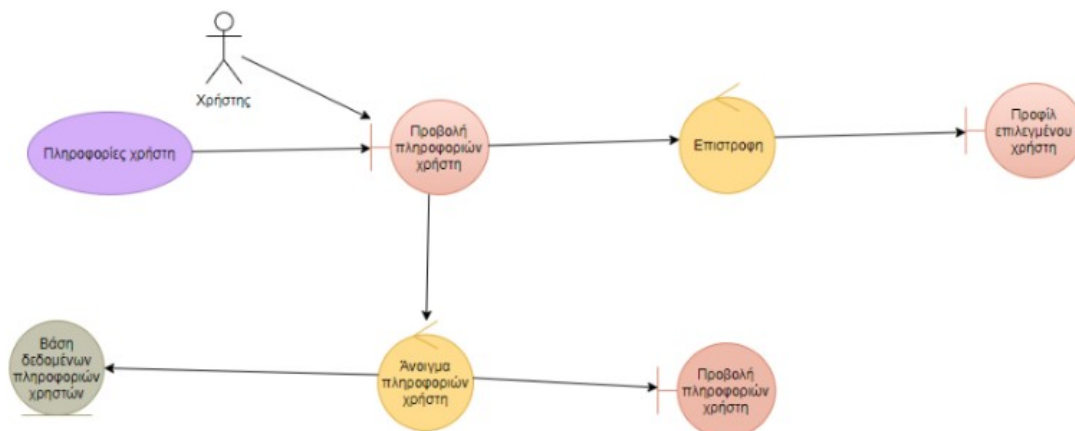 Χρήστης
Πληροφορίες χρήστη
Προβολή
πληροφοριών
χρήστη
Επιστροφη
Προφίλ
επιλεγμένου
χρήστη
Βάση
δεδομένων
πληροφοριών
χρηστών
Άνοιγμα
πληροφοριών
χρήστη
Προβολή
πληροφοριών
χρήστη